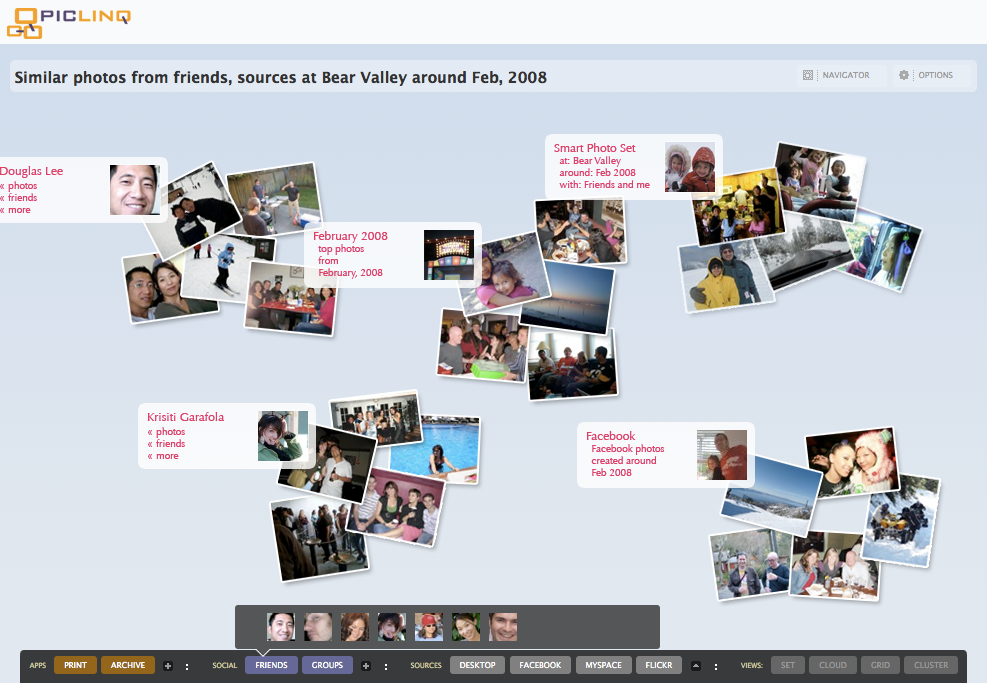 PICLINQ
Similar photos from friends, sources at Bear Valley around Feb, 2008
NAVIGATOR
OPTIONS
Douglas Lee
« photos
« friends
« more
February 2008
top photos
from
February, 2008
Smart Photo Set
at: Bear Valley
around: Feb 2008
with: Friends and me
Krisiti Garafola
« photos
« friends
« more
Facebook
Facebook photos
created around
Feb 2008
APPS PRINT ARCHIVE SOCIAL FRIENDS GROUPS SOURCES DESKTOP FACEBOOK MYSPACE FLICKR VIEWS: SET CLOUD GRID CLUSTER